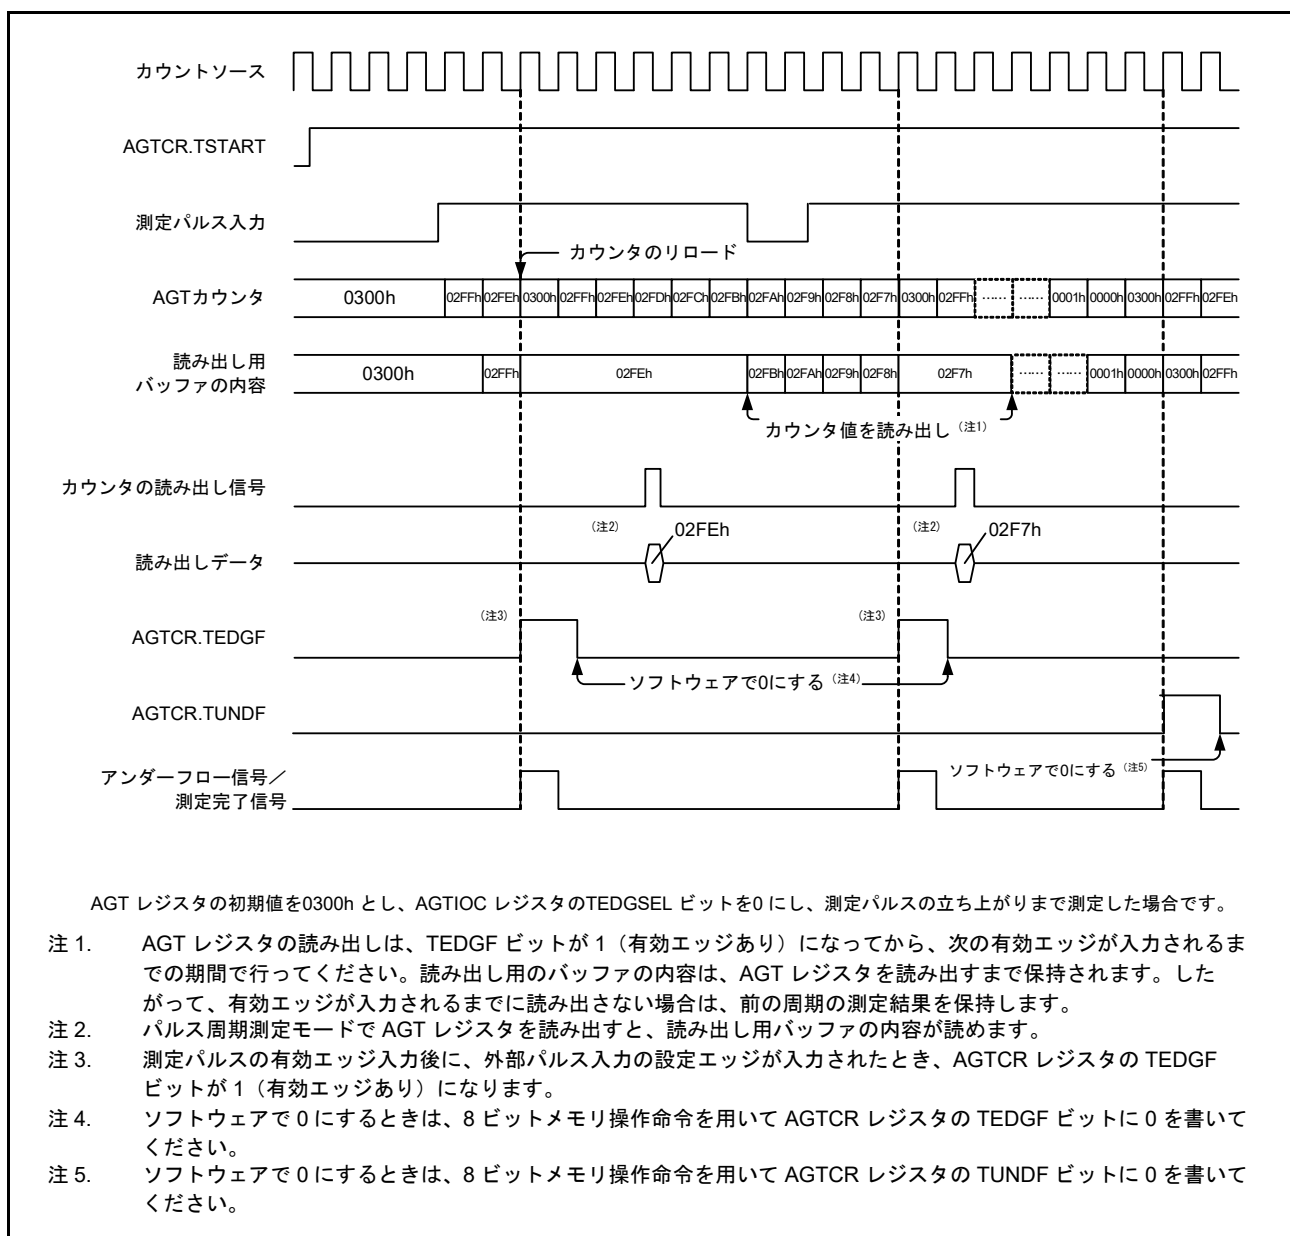 カウントソース
AGTCR.TSTART
測定パルス入力
カウンタのリロード
AGTカウンタ
0300h 02FFh 02FEh 0300h 02FFh 02FEh 02FDh 02FCh 02FBh 02FAh 02F9h 02F8h 02F7h 0300h 02FFh …… …… 0001h 0000h 0300h 02FFh 02FEh
読み出し用
バッファの内容
0300h 02FFh 02FEh 02FBh 02FAh 02F9h 02F8h 02F7h …… …… 0001h 0000h 0300h 02FFh
カウンタ値を読み出し（注1）
カウンタの読み出し信号
（注2） 02FEh （注2） 02F7h
読み出しデータ
（注3） （注3）
AGTCR.TEDGF
ソフトウェアで0にする（注4）
AGTCR.TUNDF
ソフトウェアで0にする（注5）
アンダーフロー信号／
測定完了信号
AGT レジスタの初期値を0300h とし、AGTIOC レジスタのTEDGSEL ビットを0 にし、測定パルスの立ち上がりまで測定した場合です。
注 1. AGT レジスタの読み出しは、TEDGF ビットが 1（有効エッジあり）になってから、次の有効エッジが入力されるま
での期間で行ってください。読み出し用のバッファの内容は、AGT レジスタを読み出すまで保持されます。した
がって、有効エッジが入力されるまでに読み出さない場合は、前の周期の測定結果を保持します。
注 2. パルス周期測定モードで AGT レジスタを読み出すと、読み出し用バッファの内容が読めます。
注 3. 測定パルスの有効エッジ入力後に、外部パルス入力の設定エッジが入力されたとき、AGTCR レジスタの TEDGF
ビットが 1（有効エッジあり）になります。
注 4. ソフトウェアで 0 にするときは、8 ビットメモリ操作命令を用いて AGTCR レジスタの TEDGF ビットに 0 を書いて
ください。
注 5. ソフトウェアで 0 にするときは、8 ビットメモリ操作命令を用いて AGTCR レジスタの TUNDF ビットに 0 を書いて
ください。